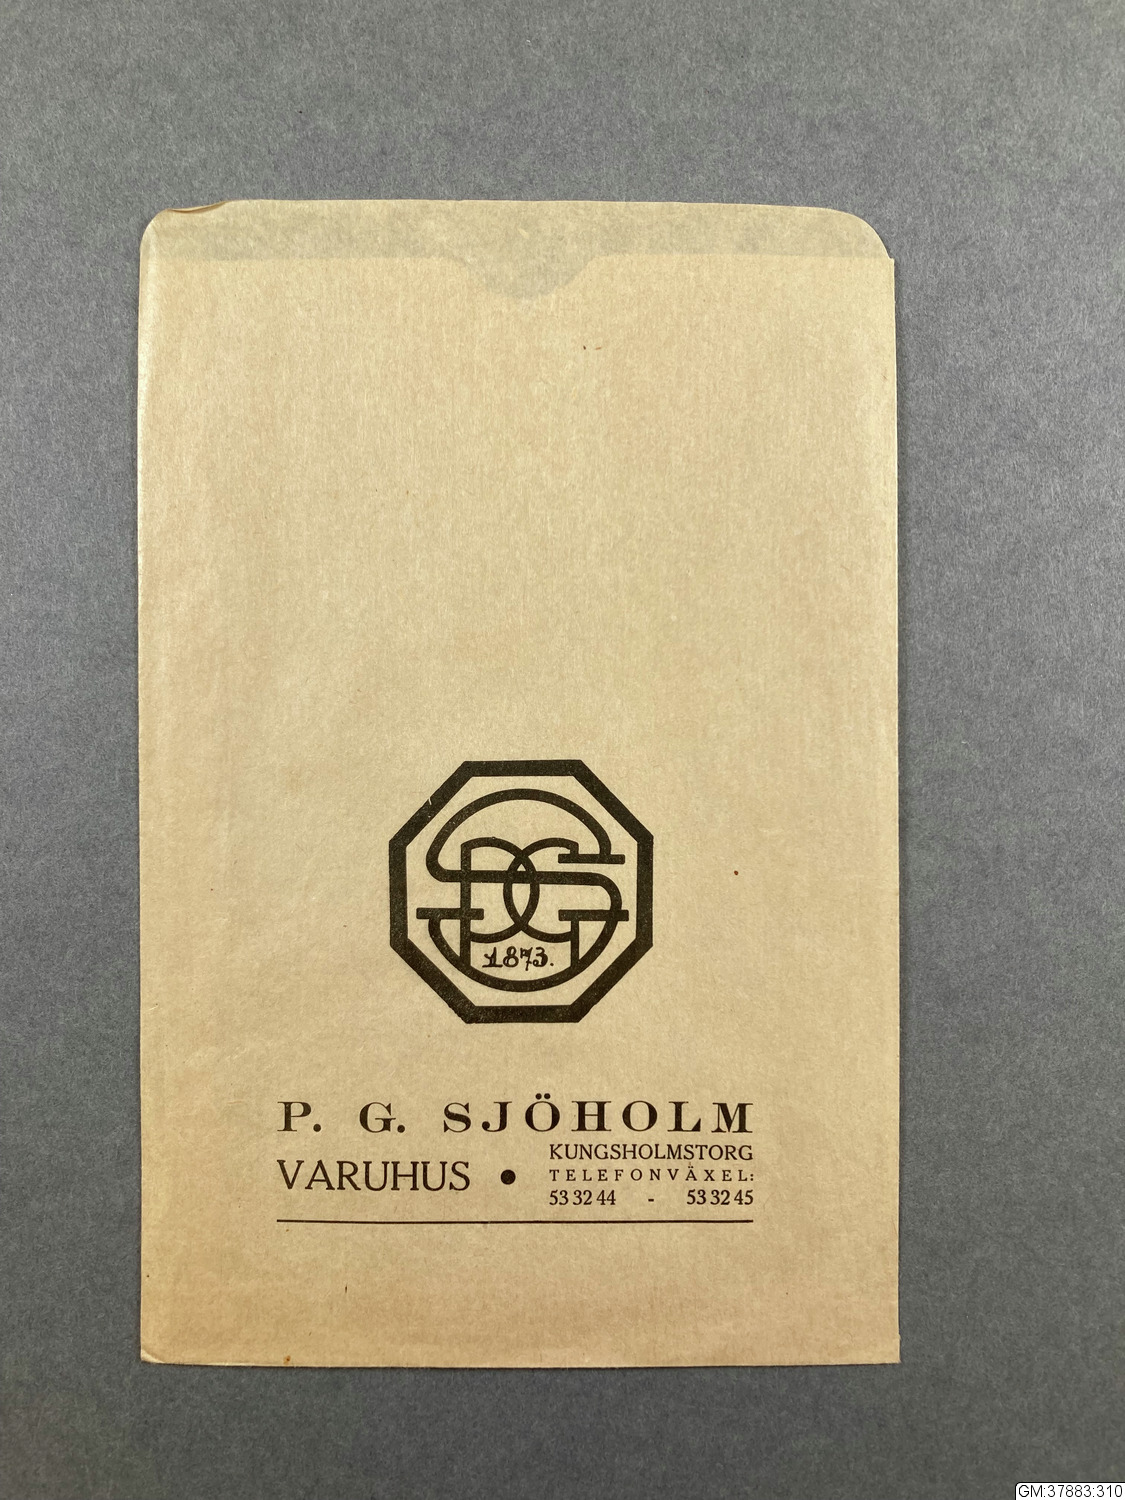 1873.
P. G. SJÖHOLM
VARUHUS • KUNGSHOLMSTORG
TELEFONVÄXEL:
53 32 44 - 53 32 45
GM:37883:310